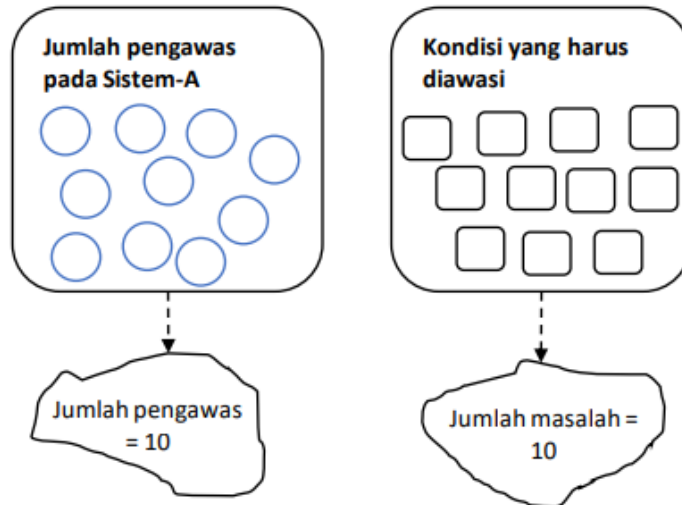 Jumlah pengawas
pada Sistem-A
Kondisi yang harus
diawasi
Jumlah pengawas
= 10
Jumlah masalah =
10